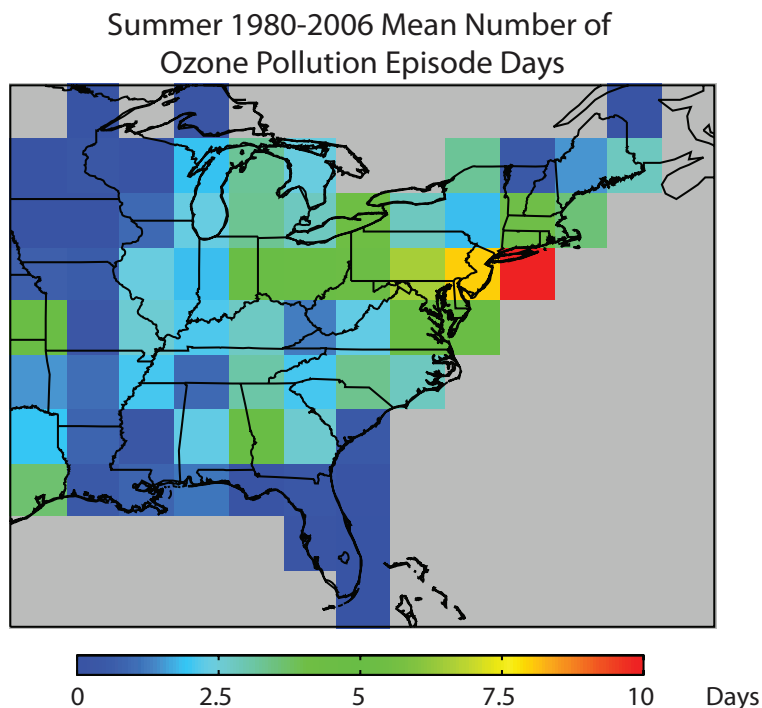 Summer 1980-2006 Mean Number of
Ozone Pollution Episode Days
0 2.5 5 7.5 10 Days